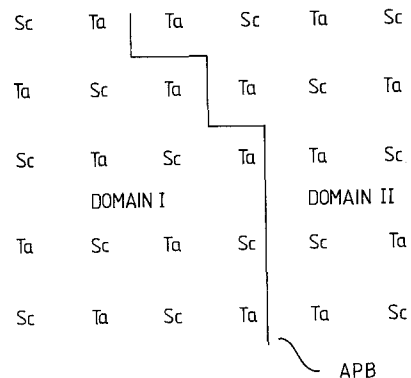 Sc Ta Ta Sc Ta Sc
Ta Sc Ta Ta Sc Ta
Sc Ta Sc Ta Ta Sc
DOMAIN I DOMAIN II
Ta Sc Ta Sc Sc Ta
Sc Ta Sc Ta Ta Sc
APB